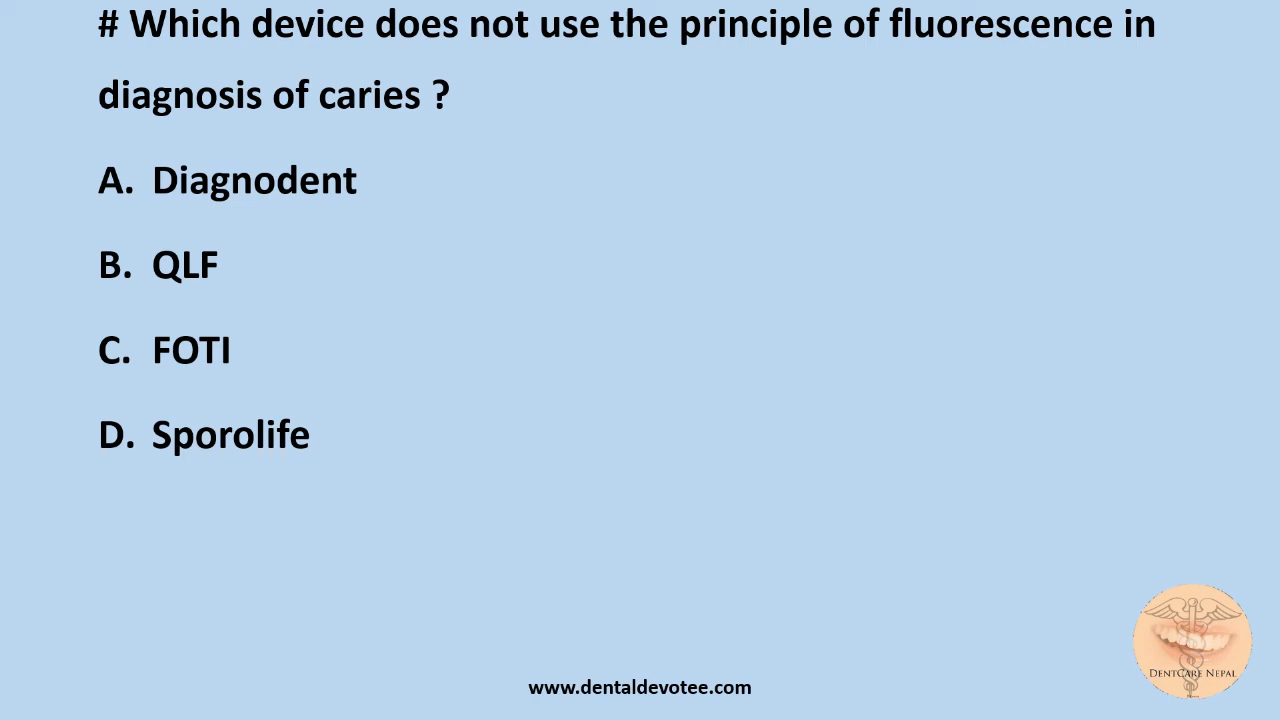 # Which device does not use the principle of fluorescence in
diagnosis of caries ?
A. Diagnodent
B. QLF
C. FOTI
D. Sporolife
DENTCARE NEPAL
www.dentaldevotee.com